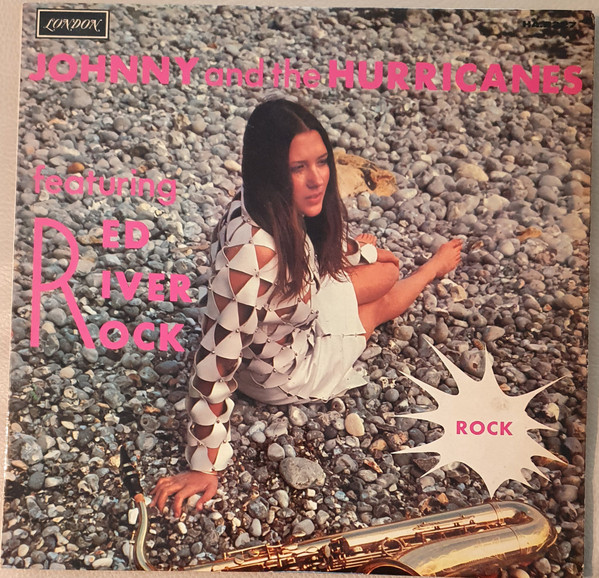 LONDON
JOHNNY and the HURRICANES
featuring
RED
RIVER
ROCK
ROCK